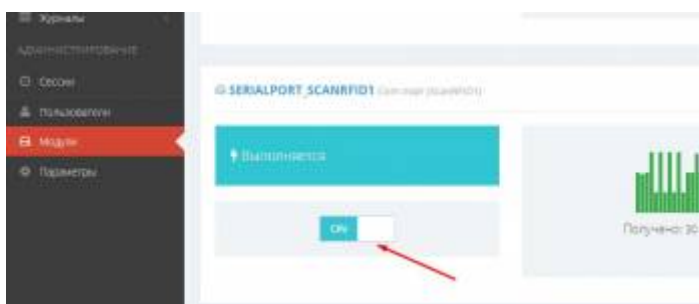 Журналы
АДМИНИСТРИРОВАНИЕ
Сессии
Пользователи
Модули
Параметры
SERIALPORT_SCANRFID1
Выполняется
ON
Получено: 30